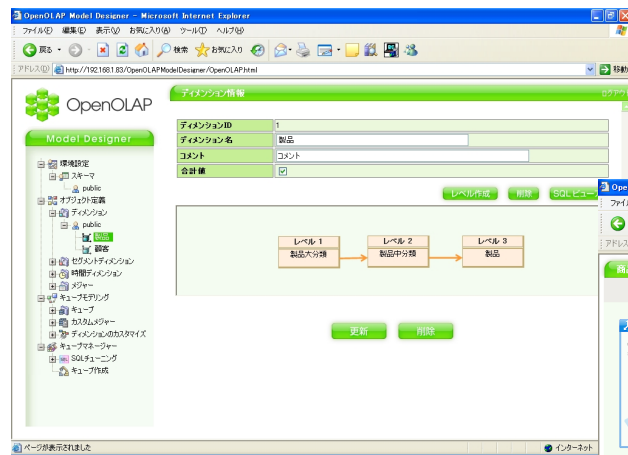 OpenOLAP Model Designer - Microsoft Internet Explorer
ファイル(F) 編集(E) 表示(V) お気に入り(A) ツール(T) ヘルプ(H)
戻る 検索 お気に入り
アドレス(D) http://192.168.1.83/OpenOLAPModelDesigner/OpenOLAP.html 移動
OpenOLAP
Model Designer
環境設定
スキーマ
public
オブジェクト定義
ディメンション
public
製品
顧客
セグメントディメンション
時間ディメンション
メジャー
キューブモデリング
キューブ
カスタムメジャー
ディメンションのカスタマイズ
キューブマネージャー
SQLチューニング
キューブ作成
ディメンション情報
ログアウ
ディメンションID 1
ディメンション名 製品
コメント コメント
合計値
レベル作成 削除 SQLビュー
レベル 1 レベル 2 レベル 3
製品大分類 製品中分類 製品
更新 削除
Ope
ファイ
アドレス
商
ページが表示されました インターネット